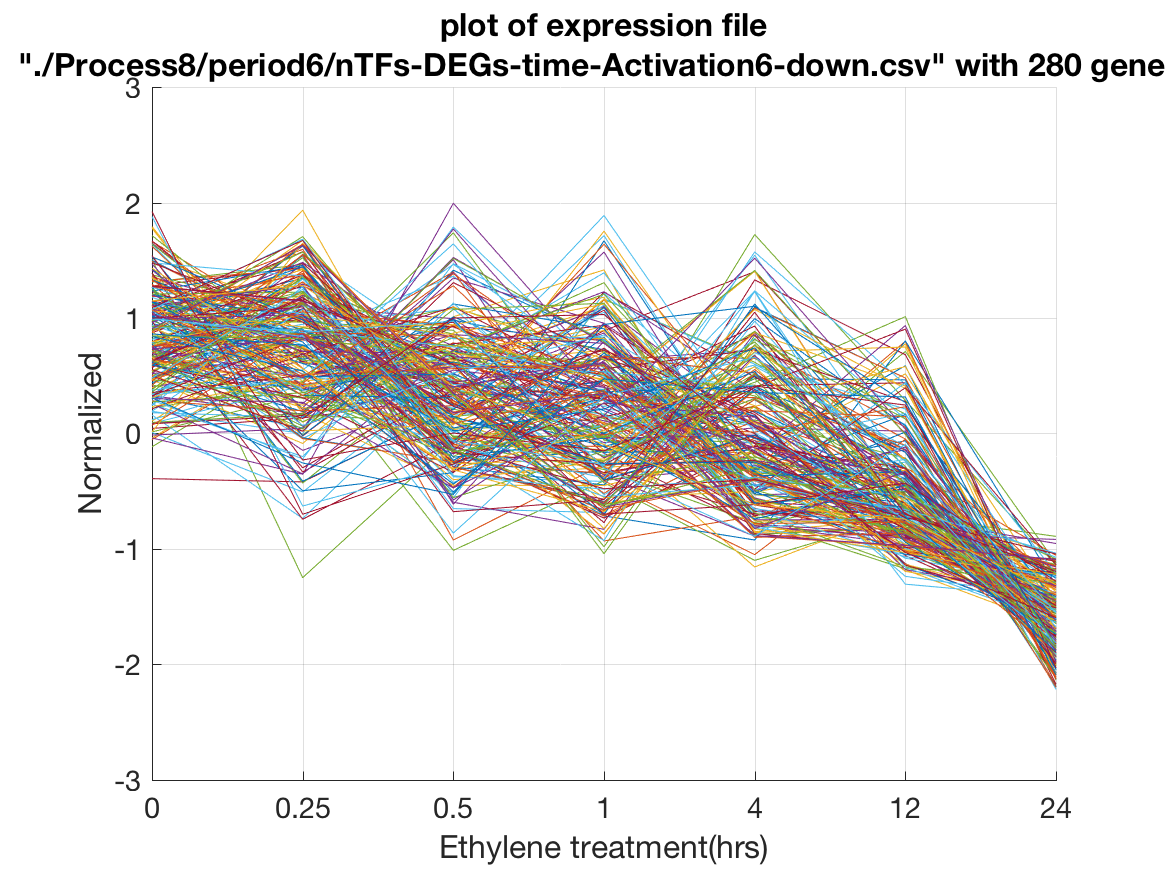 plot of expression file
"./Process8/period6/nTFs-DEGs-time-Activation6-down.csv" with 280 gene
3
2
1
0
-1
-2
-3
Normalized
0 0.25 0.5 1 4 12 24
Ethylene treatment(hrs)